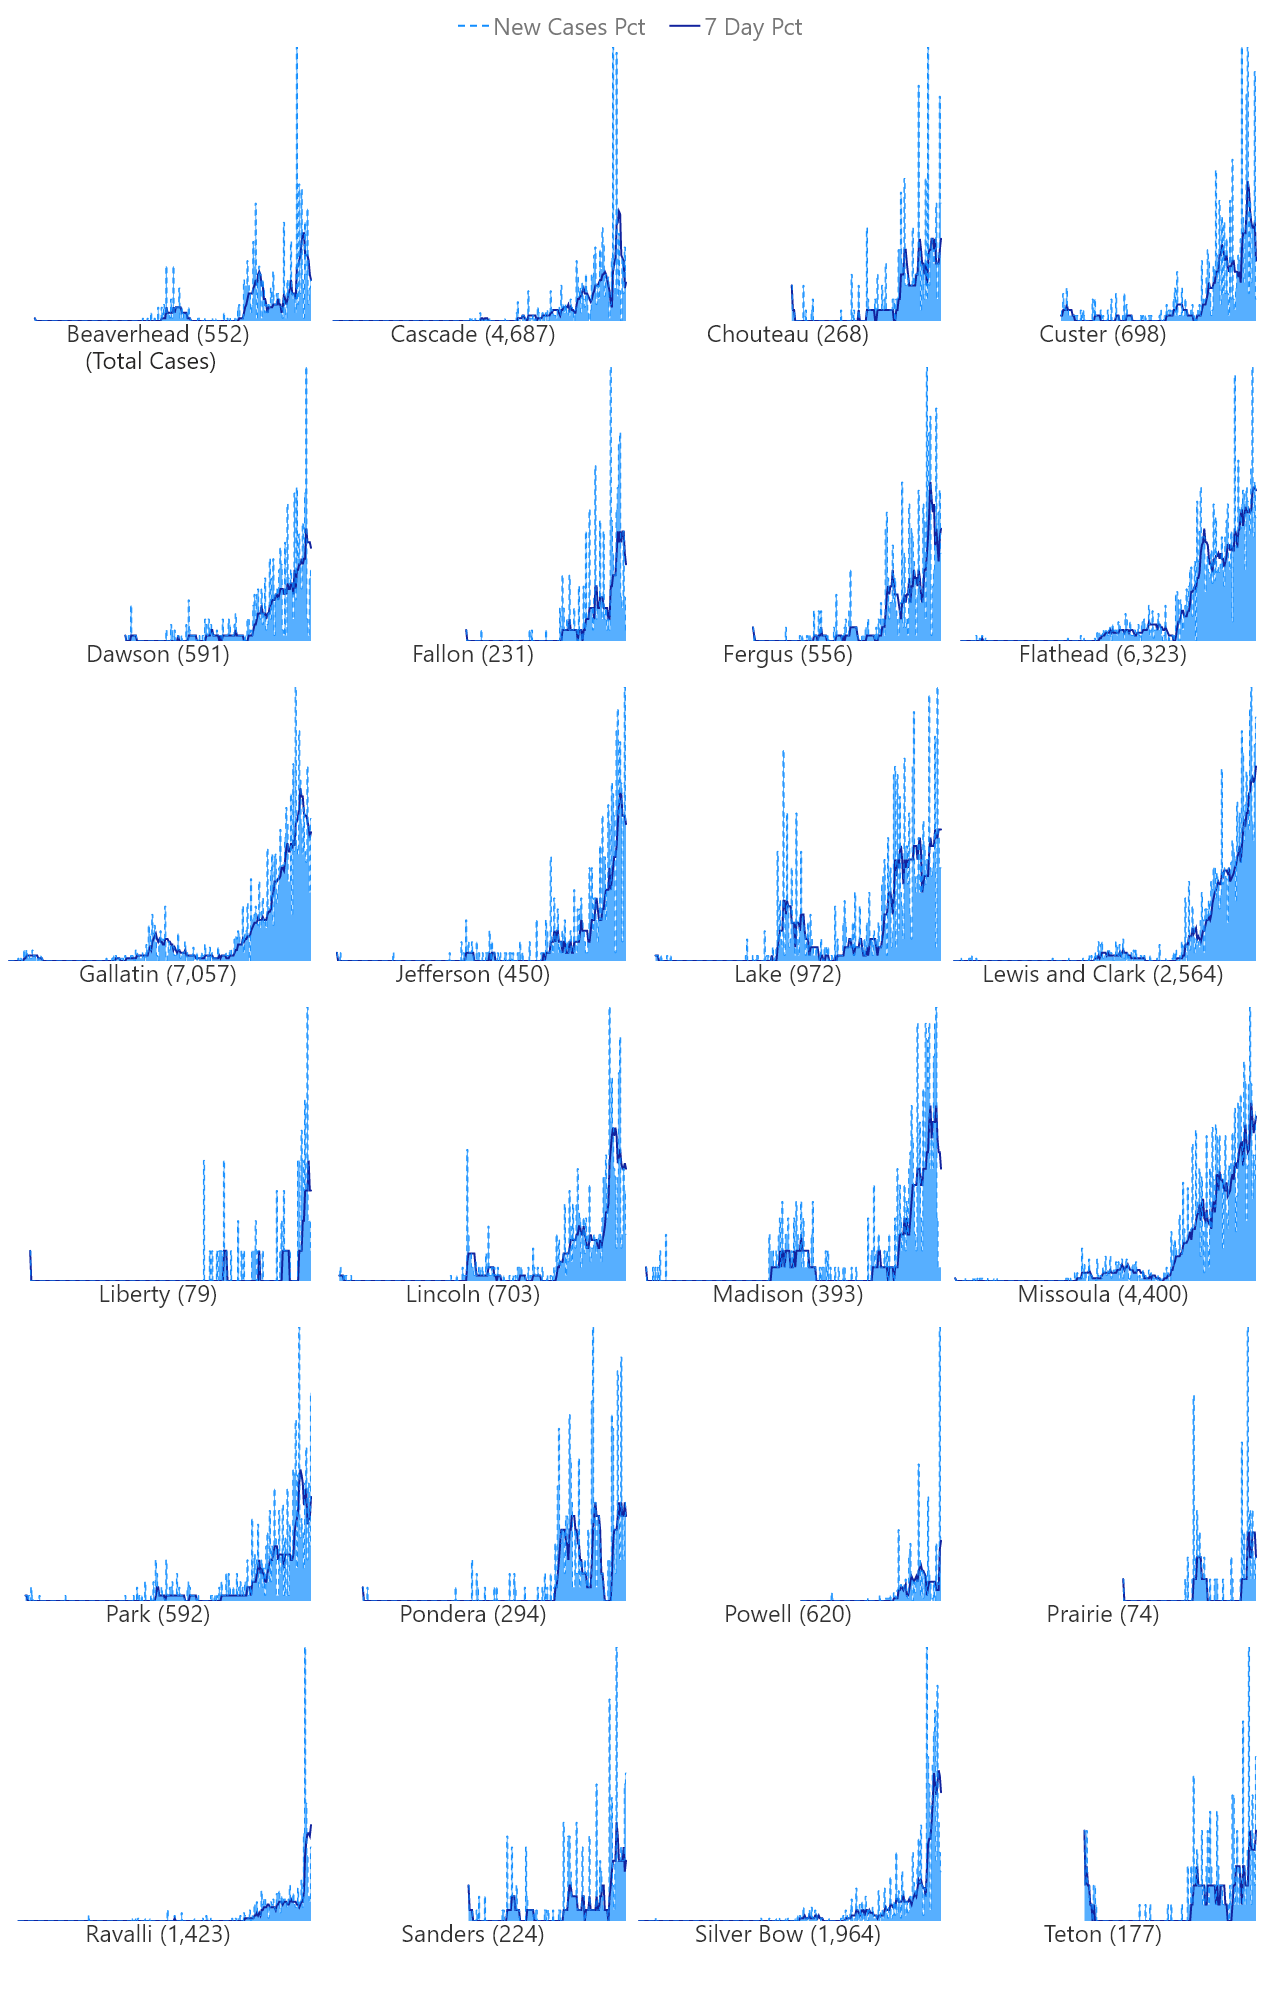 New Cases Pct 7 Day Pct
Beaverhead (552) Cascade (4,687) Chouteau (268) Custer (698)
(Total Cases)
Dawson (591) Fallon (231) Fergus (556) Flathead (6,323)
Gallatin (7,057) Jefferson (450) Lake (972) Lewis and Clark (2,564)
Liberty (79) Lincoln (703) Madison (393) Missoula (4,400)
Park (592) Pondera (294) Powell (620) Prairie (74)
Ravalli (1,423) Sanders (224) Silver Bow (1,964) Teton (177)